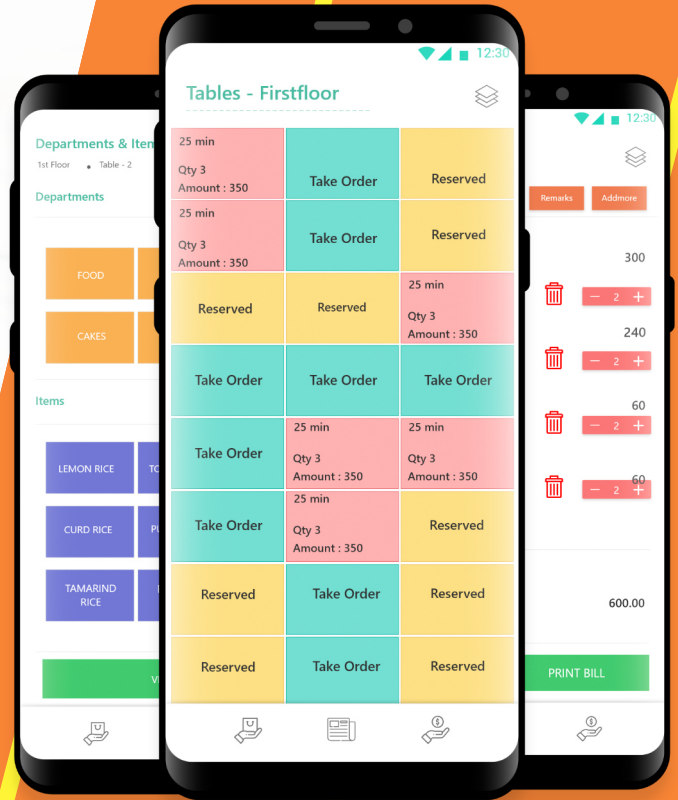 12:30
Tables - Firstfloor
25 min
Qty 3
Amount : 350
Take Order
Reserved
25 min
Qty 3
Amount : 350
Take Order
Reserved
Reserved
Reserved
25 min
Qty 3
Amount : 350
Take Order
Take Order
Take Order
Take Order
25 min
Qty 3
Amount : 350
25 min
Qty 3
Amount : 350
Take Order
25 min
Qty 3
Amount : 350
Reserved
Reserved
Take Order
Reserved
Reserved
Take Order
Reserved
Departments &
1st Floor • Table - 2
Departments
FOOD
CAKES
Items
LEMON RICE
CURD RICE
TAMARIND
RICE
12:30
Remarks
Addmore
300
− 2 +
240
− 2 +
60
− 2 +
60
− 2 +
600.00
PRINT BILL